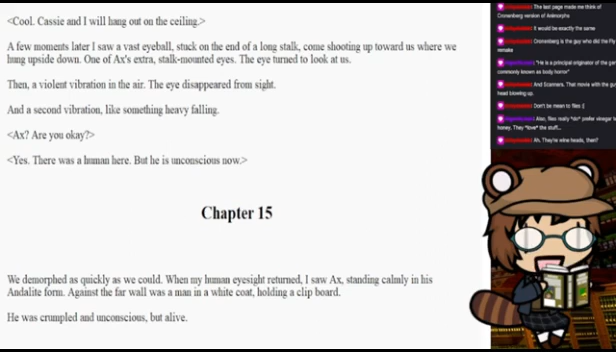 <Cool. Cassie and I will hang out on the ceiling.>
A few moments later I saw a vast eyeball, stuck on the end of a long stalk, come shooting up toward us where we
hung upside down. One of Ax's extra, stalk-mounted eyes. The eye turned to look at us.
Then, a violent vibration in the air. The eye disappeared from sight.
And a second vibration, like something heavy falling.
<Ax? Are you okay?>
<Yes. There was a human here. But he is unconscious now.>
Chapter 15
We demorphed as quickly as we could. When my human eyesight returned, I saw Ax, standing calmly in his
Andalite form. Against the far wall was a man in a white coat, holding a clip board.
He was crumpled and unconscious, but alive.
The last page made me think of
Cronenberg version of Animorphs
It would be exactly the same
Cronenberg is the guy who did the Fly
remake
"He is a principal originator of the
commonly known as body horror"
And Scanners. That movie with the
head blowing up.
Don't be mean to flies :(
Also, flies really *do* prefer vinegar
honey. They *love* the stuff...
Ah. They're wine heads, then?